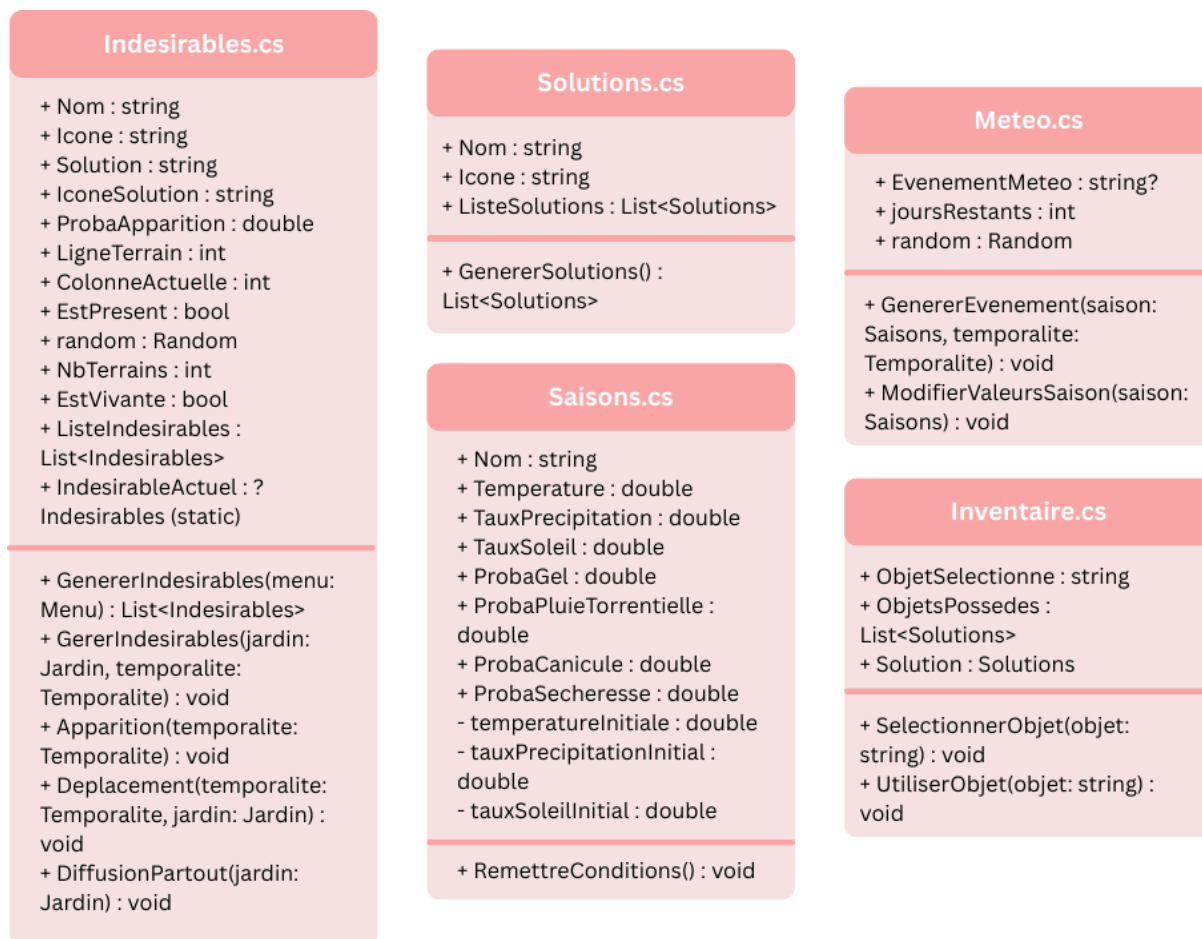 Indesirables.cs
+ Nom : string
+ Icone : string
+ Solution : string
+ IconeSolution : string
+ ProbaApparition : double
+ LigneTerrain : int
+ ColonneActuelle : int
+ EstPresent : bool
+ random : Random
+ NbTerrains : int
+ EstVivante : bool
+ ListeIndesirables :
List<Indesirables>
+ IndesirableActuel : ?
Indesirables (static)
+ GenererIndesirables(menu:
Menu) : List<Indesirables>
+ GererIndesirables(jardin:
Jardin, temporalite:
Temporalite) : void
+ Apparition(temporalite:
Temporalite) : void
+ Deplacement(temporalite:
Temporalite, jardin: Jardin) :
void
+ DiffusionPartout(jardin:
Jardin) : void
Solutions.cs
+ Nom : string
+ Icone : string
+ ListeSolutions : List<Solutions>
+ GenererSolutions() :
List<Solutions>
Saisons.cs
+ Nom : string
+ Temperature : double
+ TauxPrecipitation : double
+ TauxSoleil : double
+ ProbaGel : double
+ ProbaPluieTorrentielle :
double
+ ProbaCanicule : double
+ ProbaSecheresse : double
- temperatureInitiale : double
- tauxPrecipitationInitial :
double
- tauxSoleilInitial : double
+ RemettreConditions() : void
Meteo.cs
+ EvenementMeteo : string?
+ joursRestants : int
+ random : Random
+ GenererEvenement(saison:
Saisons, temporalite:
Temporalite) : void
+ ModifierValeursSaison(saison:
Saisons) : void
Inventaire.cs
+ ObjetSelectionne : string
+ ObjetsPossedes :
List<Solutions>
+ Solution : Solutions
+ SelectionnerObjet(objet:
string) : void
+ UtiliserObjet(objet: string) :
void